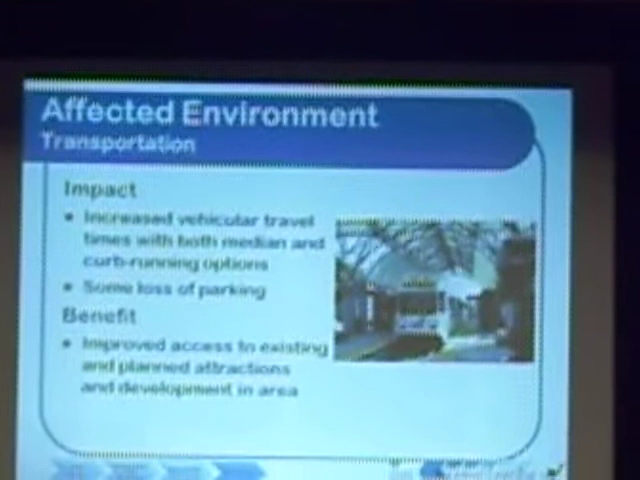 Affected Environment
Transportation
Impact
• Increased vehicular travel
times with both median and
curb-running options
• Some loss of parking
Benefit
• Improved access to existing
and planned attractions
and development in area